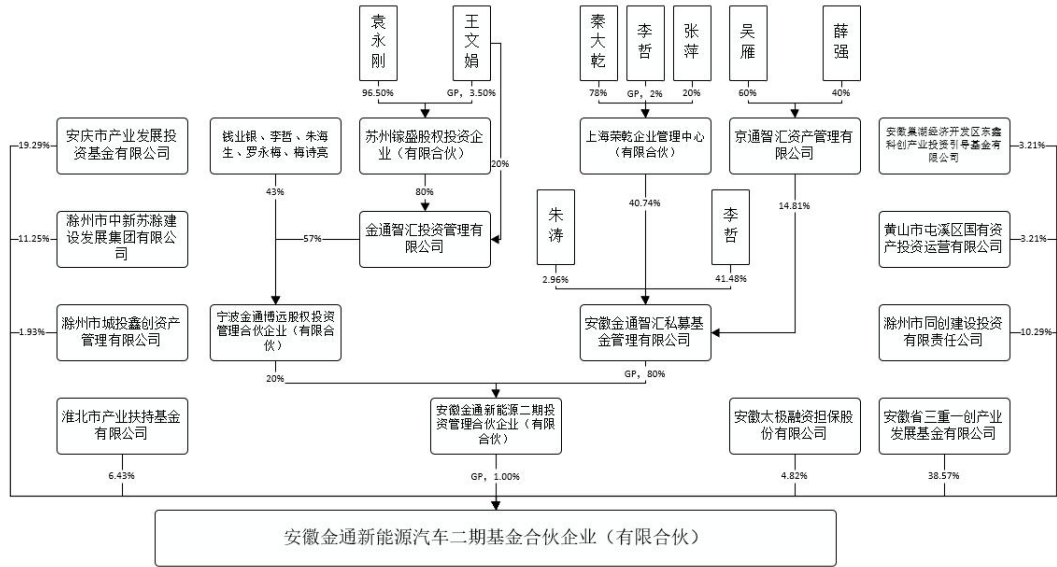 袁永刚
王文娟
秦大乾
李哲
张萍
吴雁
薛强
96.50%
GP，3.50%
78%
GP，2%
20%
60%
40%
安庆市产业发展投
资基金有限公司
钱业银、李哲、朱海
生、罗永梅、梅诗亮
苏州镓盛股权投资企
业（有限合伙）
上海荣乾企业管理中心
（有限合伙）
京通智汇资产管理有
限公司
安徽巢湖经济开发区东鑫
科创产业投资引导基金有
限公司
19.29%
20%
3.21%
43%
80%
40.74%
14.81%
滁州市中新苏滁建
设发展集团有限公
司
金通智汇投资管理有
限公司
朱涛
李哲
黄山市屯溪区国有资
产投资运营有限公司
11.25%
57%
3.21%
2.96%
41.48%
滁州市城投鑫创资产
管理有限公司
宁波金通博远股权投资
管理合伙企业（有限合
伙）
安徽金通智汇私募基
金管理有限公司
滁州市同创建设投资
有限责任公司
1.93%
10.29%
20%
GP，80%
淮北市产业扶持基金
有限公司
安徽金通新能源二期投
资管理合伙企业（有限
合伙）
安徽太极融资担保股
份有限公司
安徽省三重一创产业
发展基金有限公司
6.43%
GP，1.00%
4.82%
38.57%
安徽金通新能源汽车二期基金合伙企业（有限合伙）